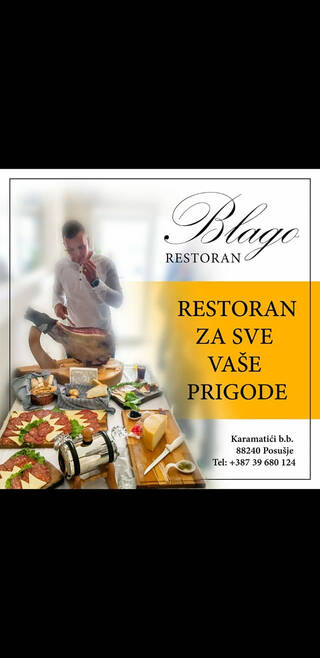 Blago
RESTORAN
RESTORAN
ZA SVE
VAŠE
PRIGODE
Karamatići b.b.
88240 Posušje
Tel: +387 39 680 124